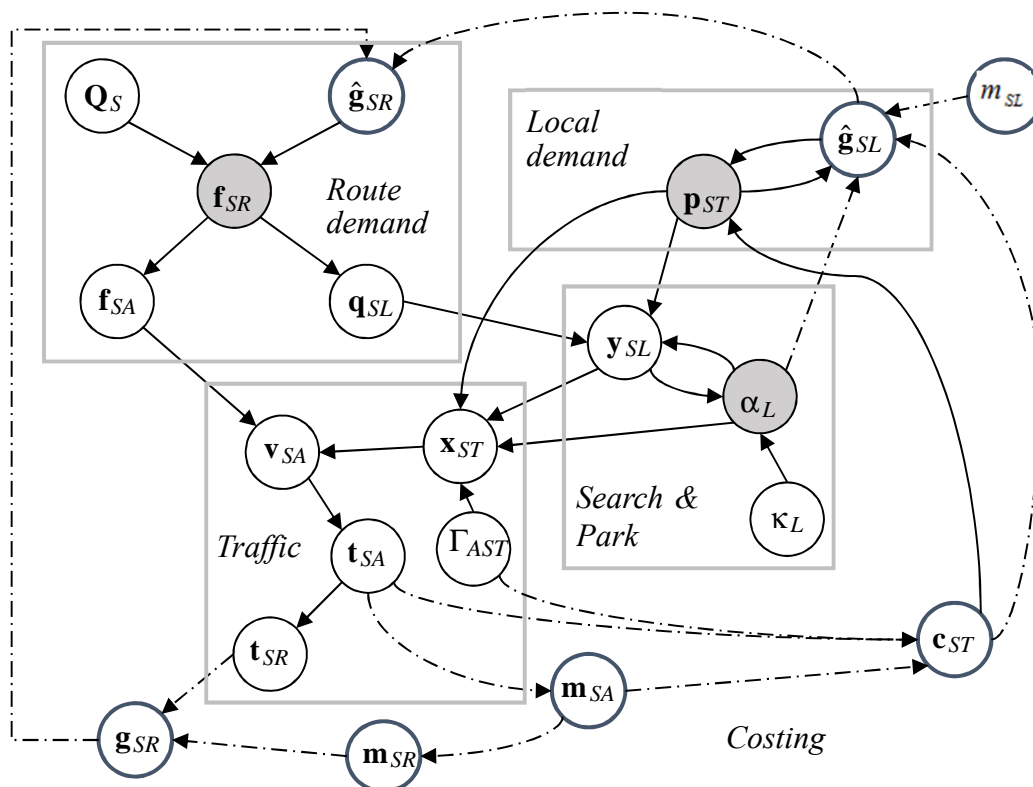 Q_S
ĝ_SR
m_SL
Local
demand
ĝ_SL
f_SR
Route
demand
p_ST
f_SA
q_SL
y_SL
α_L
v_SA
x_ST
Search &
Park
κ_L
Traffic
t_SA
Γ_AST
t_SR
c_ST
m_SA
g_SR
m_SR
Costing